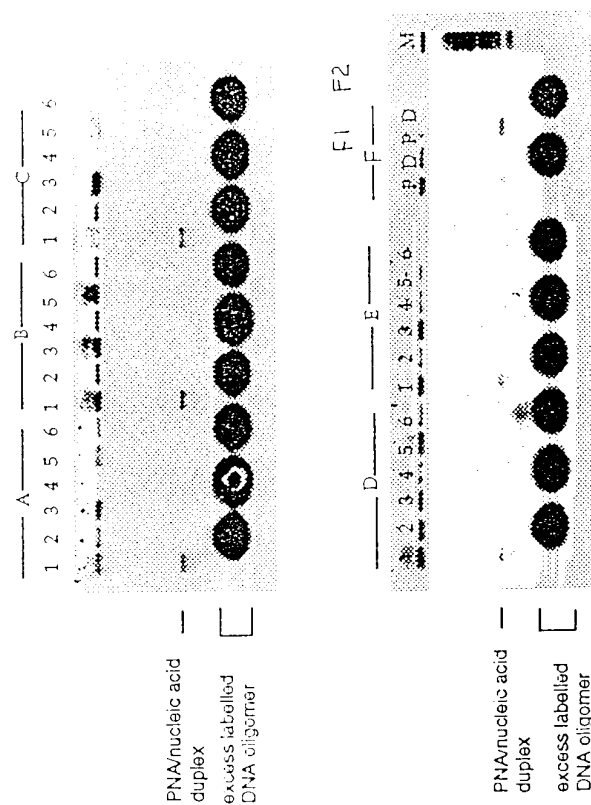 A B C
1 2 3 4 5 6 1 2 3 4 5 6 1 2 3 4 5 6
PNA/nucleic acid
duplex
excess labelled
DNA oligomer
F1 F2
D E F
2 3 4 5 6 1 2 3 4 5 6 P D P D M
PNA/nucleic acid
duplex
excess labelled
DNA oligomer